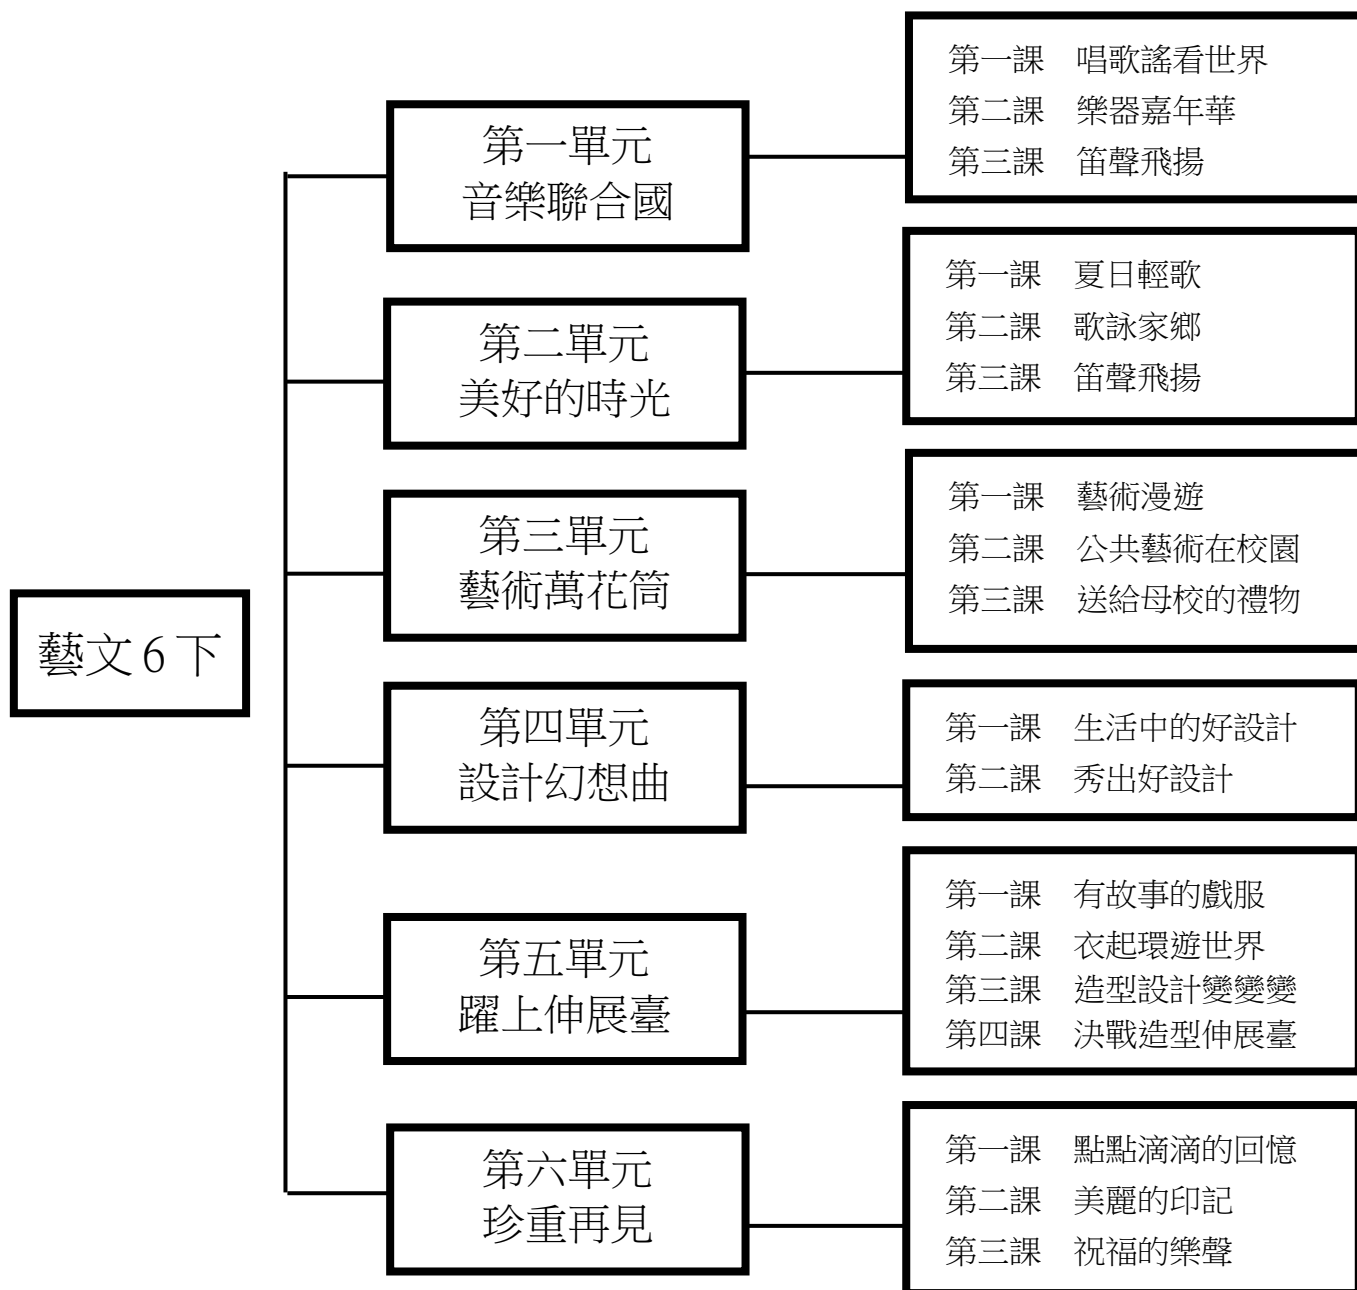 藝文6下
第一單元
音樂聯合國
第一課 唱歌謠看世界
第二課 樂器嘉年華
第三課 笛聲飛揚
第二單元
美好的時光
第一課 夏日輕歌
第二課 歌詠家鄉
第三課 笛聲飛揚
第三單元
藝術萬花筒
第一課 藝術漫遊
第二課 公共藝術在校園
第三課 送給母校的禮物
第四單元
設計幻想曲
第一課 生活中的好設計
第二課 秀出好設計
第五單元
躍上伸展臺
第一課 有故事的戲服
第二課 衣起環遊世界
第三課 造型設計變變變
第四課 決戰造型伸展臺
第六單元
珍重再見
第一課 點點滴滴的回憶
第二課 美麗的印記
第三課 祝福的樂聲